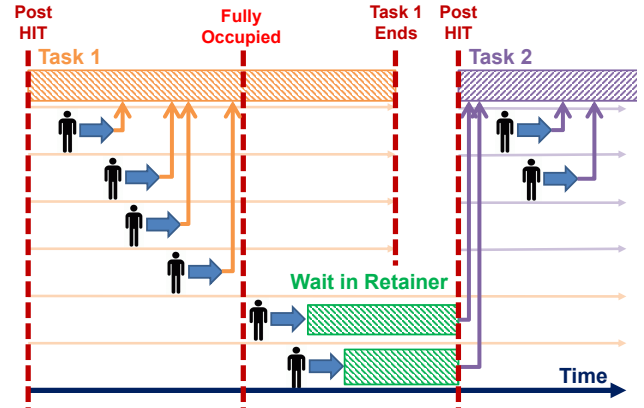 Post
HIT
Fully
Occupied
Task 1
Ends
Post
HIT
Task 1
Task 2
Wait in Retainer
Time